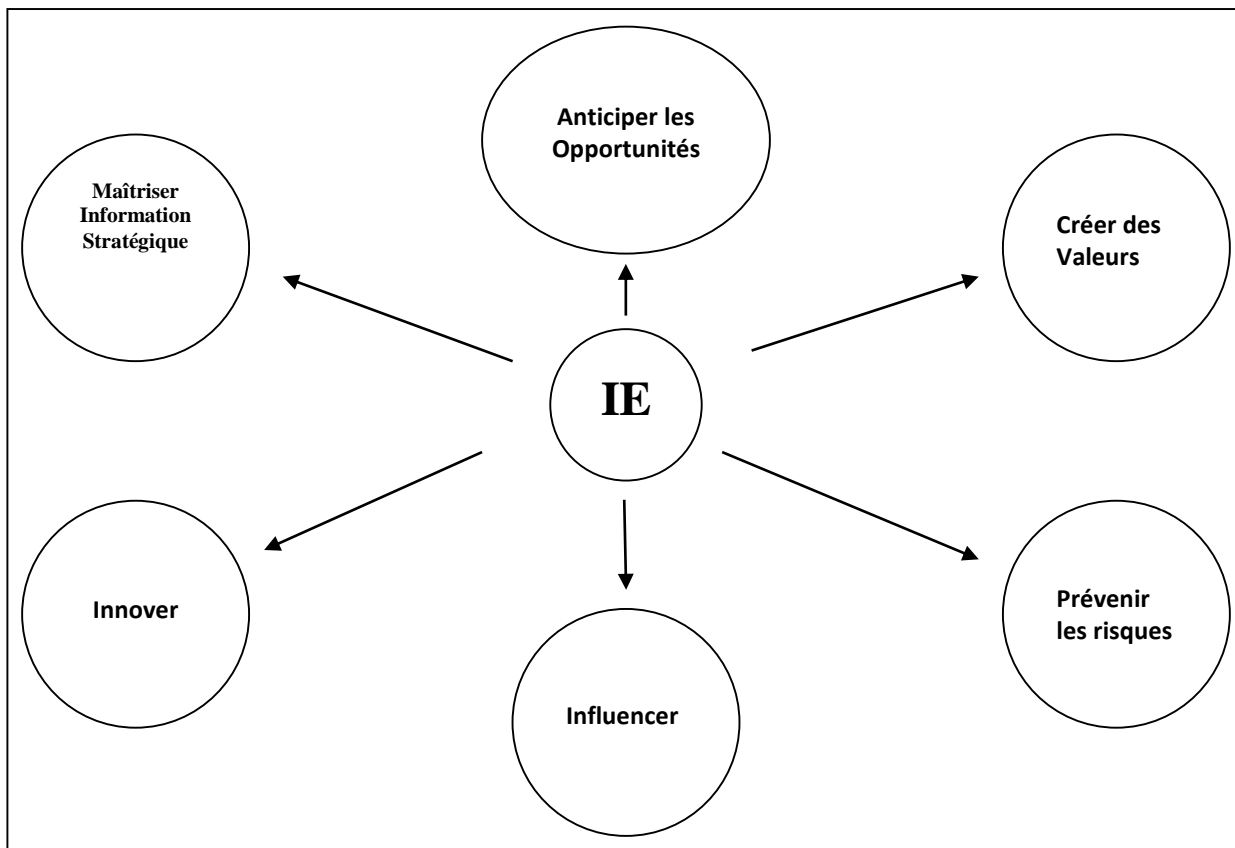 Anticiper les
Opportunités
Maîtriser
Information
Stratégique
Créer des
Valeurs
IE
Innover
Prévenir
les risques
Influencer